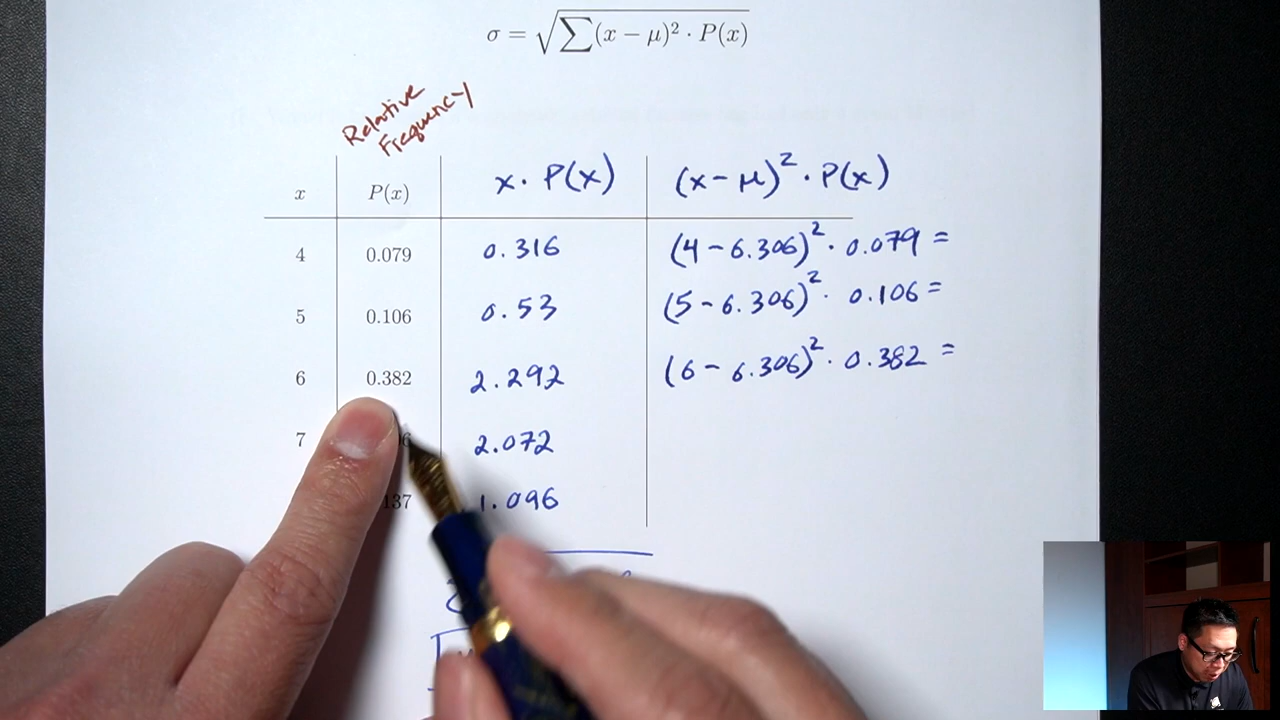 σ = √∑(x − μ)² · P(x)
Relative
Frequency
x P(x) x · P(x) (x − μ)² · P(x)
4 0.079 0.316 (4 − 6.306)² · 0.079 =
5 0.106 0.53 (5 − 6.306)² · 0.106 =
6 0.382 2.292 (6 − 6.306)² · 0.382 =
7 2.072
137 1.096